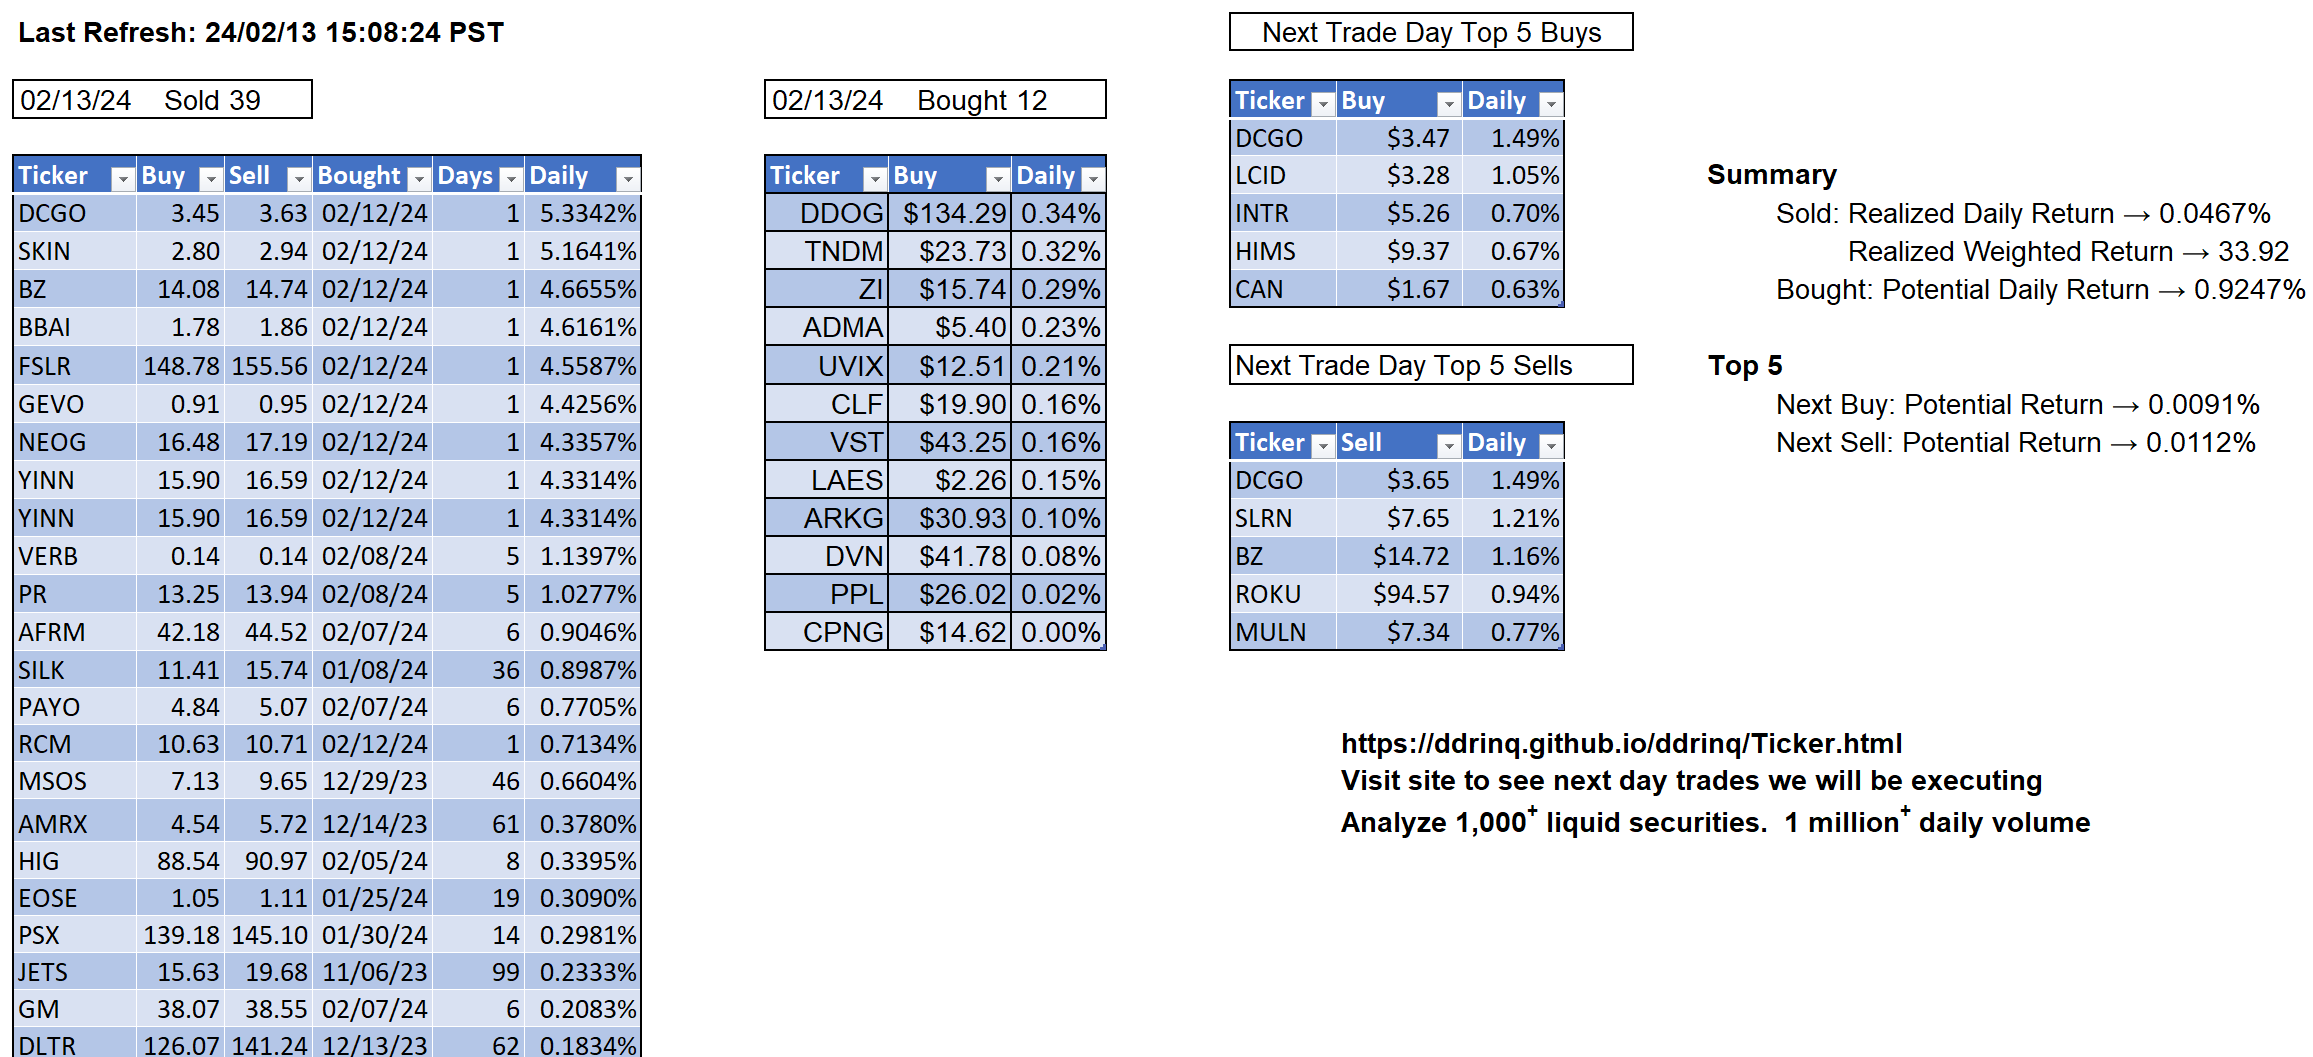 Last Refresh: 24/02/13 15:08:24 PST
02/13/24 Sold 39
Ticker Buy Sell Bought Days Daily
DCGO 3.45 3.63 02/12/24 1 5.3342%
SKIN 2.80 2.94 02/12/24 1 5.1641%
BZ 14.08 14.74 02/12/24 1 4.6655%
BBAI 1.78 1.86 02/12/24 1 4.6161%
FSLR 148.78 155.56 02/12/24 1 4.5587%
GEVO 0.91 0.95 02/12/24 1 4.4256%
NEOG 16.48 17.19 02/12/24 1 4.3357%
YINN 15.90 16.59 02/12/24 1 4.3314%
YINN 15.90 16.59 02/12/24 1 4.3314%
VERB 0.14 0.14 02/08/24 5 1.1397%
PR 13.25 13.94 02/08/24 5 1.0277%
AFRM 42.18 44.52 02/07/24 6 0.9046%
SILK 11.41 15.74 01/08/24 36 0.8987%
PAYO 4.84 5.07 02/07/24 6 0.7705%
RCM 10.63 10.71 02/12/24 1 0.7134%
MSOS 7.13 9.65 12/29/23 46 0.6604%
AMRX 4.54 5.72 12/14/23 61 0.3780%
HIG 88.54 90.97 02/05/24 8 0.3395%
EOSE 1.05 1.11 01/25/24 19 0.3090%
PSX 139.18 145.10 01/30/24 14 0.2981%
JETS 15.63 19.68 11/06/23 99 0.2333%
GM 38.07 38.55 02/07/24 6 0.2083%
DLTR 126.07 141.24 12/13/23 62 0.1834%
02/13/24 Bought 12
Ticker Buy Daily
DDOG $134.29 0.34%
TNDM $23.73 0.32%
ZI $15.74 0.29%
ADMA $5.40 0.23%
UVIX $12.51 0.21%
CLF $19.90 0.16%
VST $43.25 0.16%
LAES $2.26 0.15%
ARKG $30.93 0.10%
DVN $41.78 0.08%
PPL $26.02 0.02%
CPNG $14.62 0.00%
Next Trade Day Top 5 Buys
Ticker Buy Daily
DCGO $3.47 1.49%
LCID $3.28 1.05%
INTR $5.26 0.70%
HIMS $9.37 0.67%
CAN $1.67 0.63%
Next Trade Day Top 5 Sells
Ticker Sell Daily
DCGO $3.65 1.49%
SLRN $7.65 1.21%
BZ $14.72 1.16%
ROKU $94.57 0.94%
MULN $7.34 0.77%
Summary
Sold: Realized Daily Return → 0.0467%
Realized Weighted Return → 33.92
Bought: Potential Daily Return → 0.9247%
Top 5
Next Buy: Potential Return → 0.0091%
Next Sell: Potential Return → 0.0112%
https://ddrinq.github.io/ddrinq/Ticker.html
Visit site to see next day trades we will be executing
Analyze 1,000+ liquid securities. 1 million+ daily volume